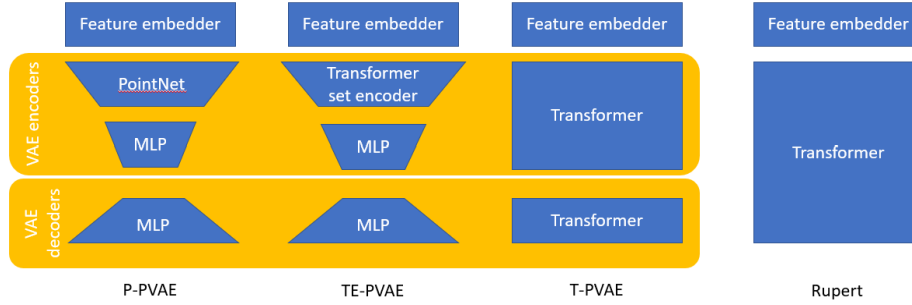 Feature embedder
Feature embedder
Feature embedder
Feature embedder
VAE encoders
PointNet
Transformer
set encoder
Transformer
Transformer
MLP
MLP
VAE
decoders
MLP
MLP
Transformer
P-PVAE
TE-PVAE
T-PVAE
Rupert